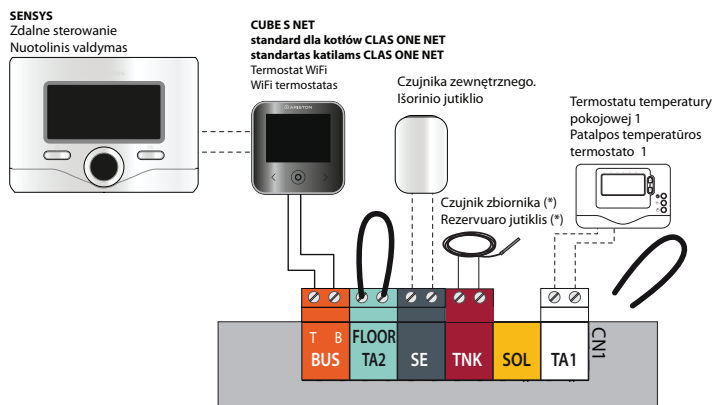 SENSYS
Zdalne sterowanie
Nuotolinis valdymas
CUBE S NET
standard dla kotłów CLAS ONE NET
standartas katilams CLAS ONE NET
Termostat WiFi
WiFi termostatas
ARISTON
Czujnika zewnętrznego.
Išorinio jutiklio
Termostatu temperatury
pokojowej 1
Patalpos temperatūros
termostato 1
Czujnik zbiornika (*)
Rezervuaro jutiklis (*)
T B
BUS
FLOOR
TA2
SE
TNK
SOL
TA1
CN1